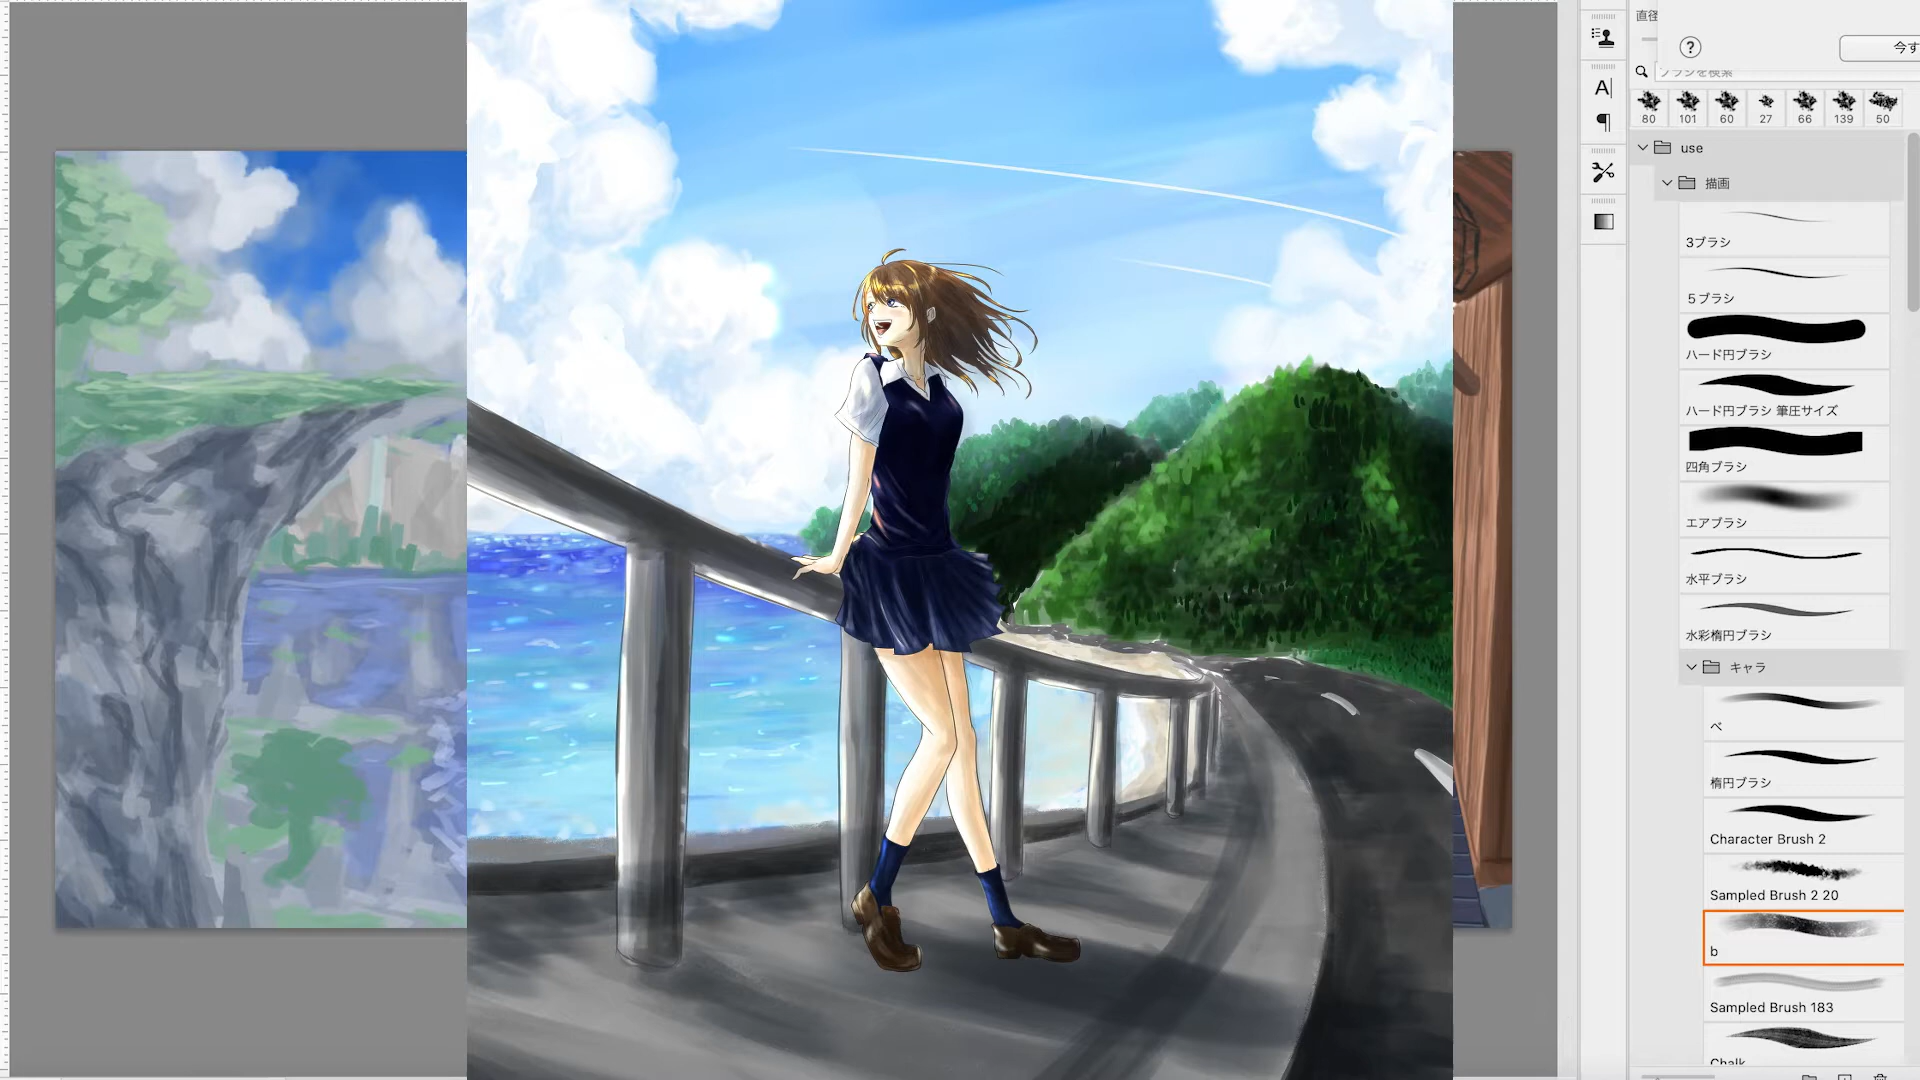 直径
今す
ブラシを検索
80 101 60 27 66 139 50
use
描画
3ブラシ
5ブラシ
ハード円ブラシ
ハード円ブラシ 筆圧サイズ
四角ブラシ
エアブラシ
水平ブラシ
水彩楕円ブラシ
キャラ
ペ
楕円ブラシ
Character Brush 2
Sampled Brush 2 20
b
Sampled Brush 183
Chalk